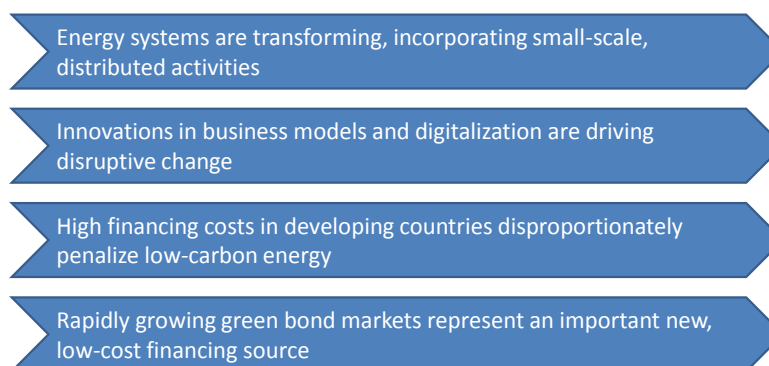 Energy systems are transforming, incorporating small-scale,
distributed activities
Innovations in business models and digitalization are driving
disruptive change
High financing costs in developing countries disproportionately
penalize low-carbon energy
Rapidly growing green bond markets represent an important new,
low-cost financing source